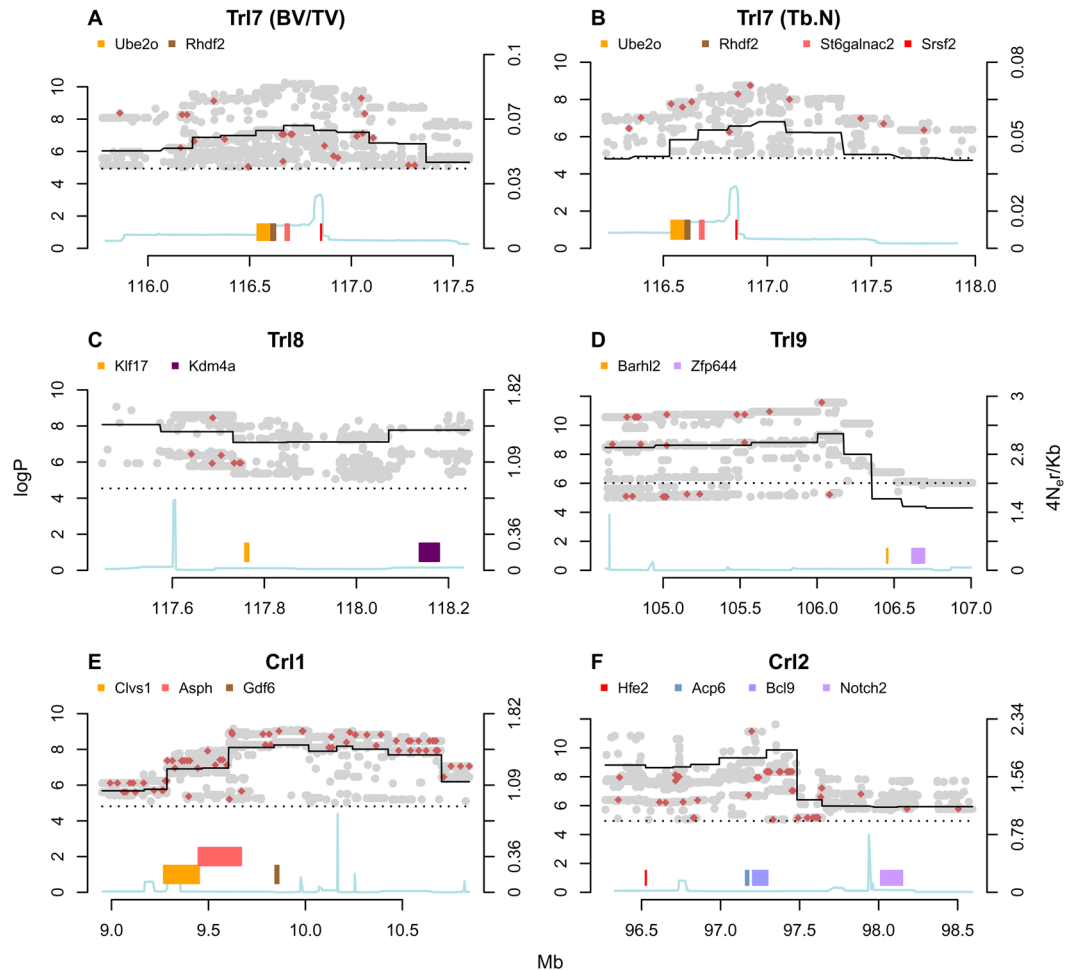 A Trl7 (BV/TV)
Ube2o Rhdf2
10
8
6
4
2
0
0.1
0.07
0.03
0
116.0 116.5 117.0 117.5
B Trl7 (Tb.N)
Ube2o Rhdf2 St6galnac2 Srsf2
10
8
6
4
2
0
0.08
0.05
0.02
0
116.5 117.0 117.5 118.0
C Trl8
Klf17 Kdm4a
10
8
6
4
2
0
1.82
1.09
0.36
0
117.6 117.8 118.0 118.2
D Trl9
Barhl2 Zfp644
10
8
6
4
2
0
3
2.8
1.4
0
105.0 105.5 106.0 106.5 107.0
logP
4Ner/Kb
E Crl1
Clvs1 Asph Gdf6
10
8
6
4
2
0
1.82
1.09
0.36
0
9.0 9.5 10.0 10.5
F Crl2
Hfe2 Acp6 Bcl9 Notch2
10
8
6
4
2
0
2.34
1.56
0.78
0
96.5 97.0 97.5 98.0 98.5
Mb